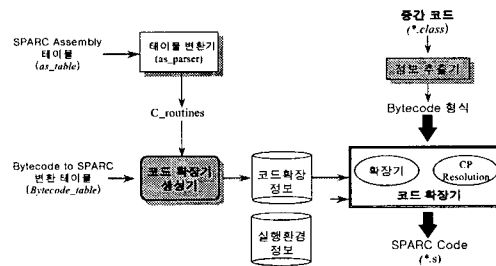 SPARC Assembly
테이블
(as_table)
테이블 변환기
(as_parser)
C_routines
Bytecode to SPARC
변환 테이블
(Bytecode_table)
코드 확장기
생성기
코드확장
정보
실행환경
정보
중간 코드
(*.class)
정보 추출기
Bytecode 형식
확장기
CP
Resolution
코드 확장기
SPARC Code
(*.s)